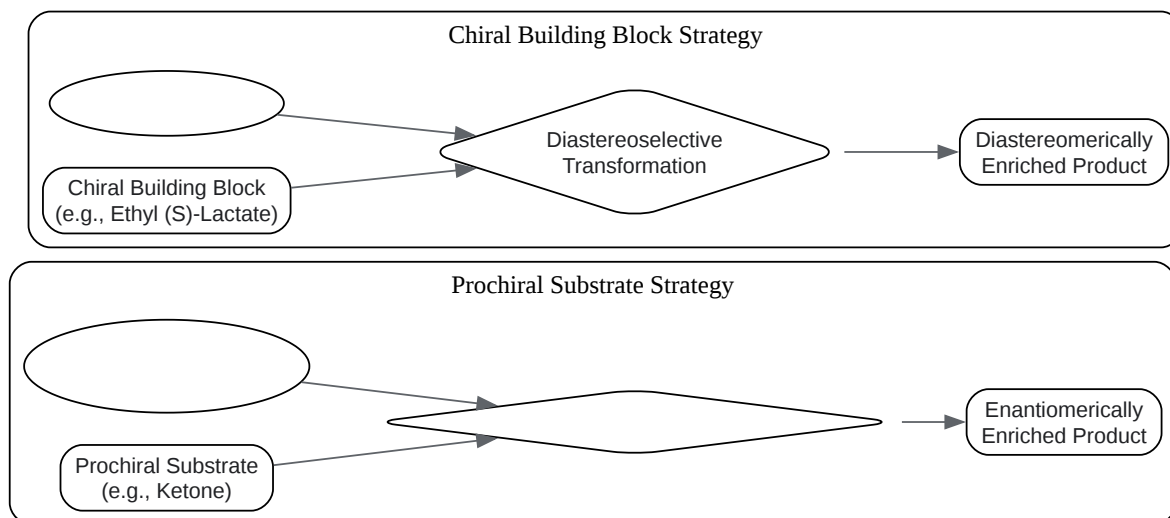 Chiral Building Block Strategy
Diastereoselective
Transformation
Diastereomerically
Enriched Product
Chiral Building Block
(e.g., Ethyl (S)-Lactate)
Prochiral Substrate Strategy
Enantiomerically
Enriched Product
Prochiral Substrate
(e.g., Ketone)